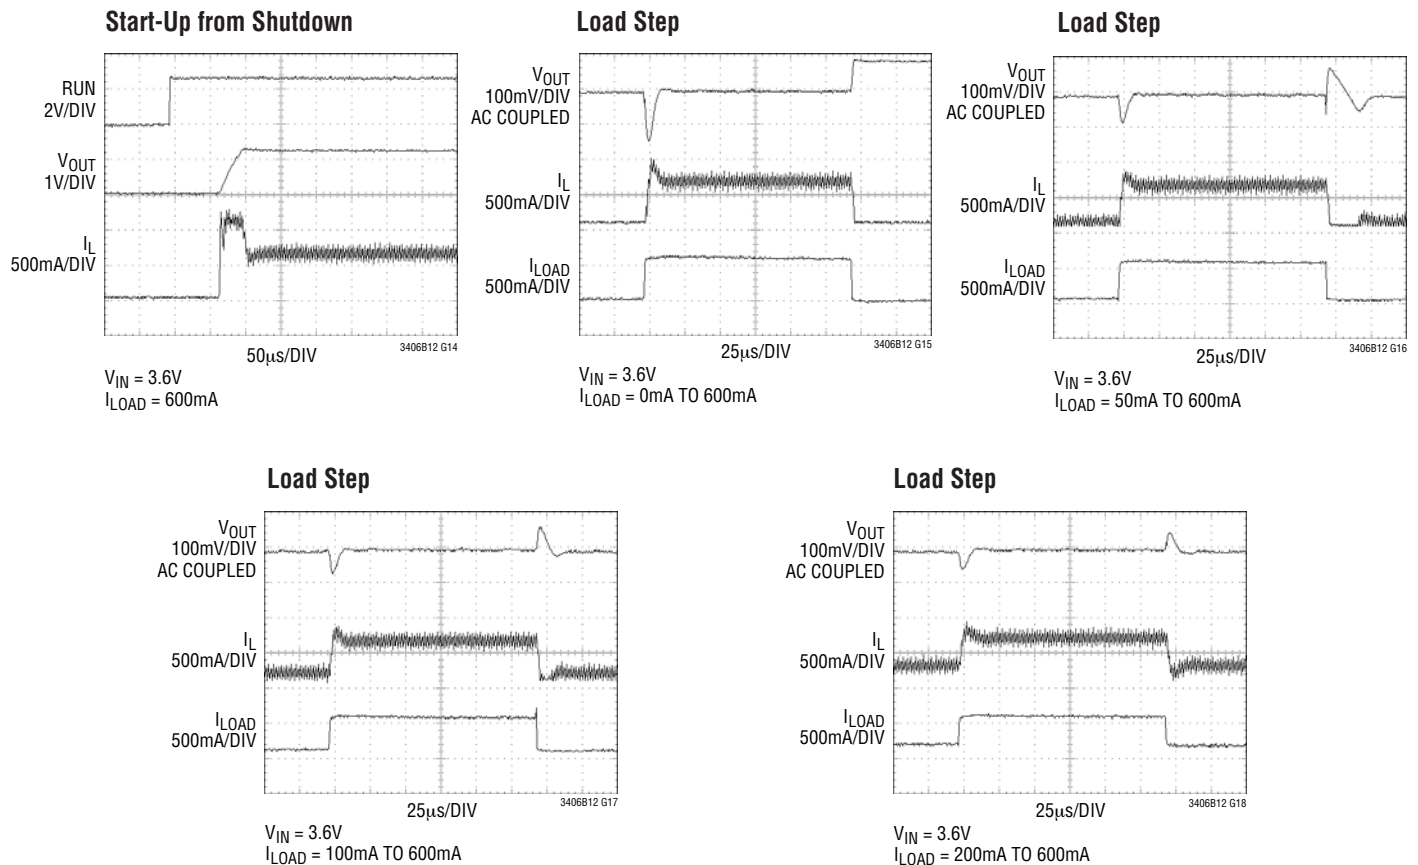 Start-Up from Shutdown
RUN
2V/DIV
VOUT
1V/DIV
IL
500mA/DIV
50µs/DIV
3406B12 G14
VIN = 3.6V
ILOAD = 600mA
Load Step
VOUT
100mV/DIV
AC COUPLED
IL
500mA/DIV
ILOAD
500mA/DIV
25µs/DIV
3406B12 G15
VIN = 3.6V
ILOAD = 0mA TO 600mA
Load Step
VOUT
100mV/DIV
AC COUPLED
IL
500mA/DIV
ILOAD
500mA/DIV
25µs/DIV
3406B12 G16
VIN = 3.6V
ILOAD = 50mA TO 600mA
Load Step
VOUT
100mV/DIV
AC COUPLED
IL
500mA/DIV
ILOAD
500mA/DIV
25µs/DIV
3406B12 G17
VIN = 3.6V
ILOAD = 100mA TO 600mA
Load Step
VOUT
100mV/DIV
AC COUPLED
IL
500mA/DIV
ILOAD
500mA/DIV
25µs/DIV
3406B12 G18
VIN = 3.6V
ILOAD = 200mA TO 600mA